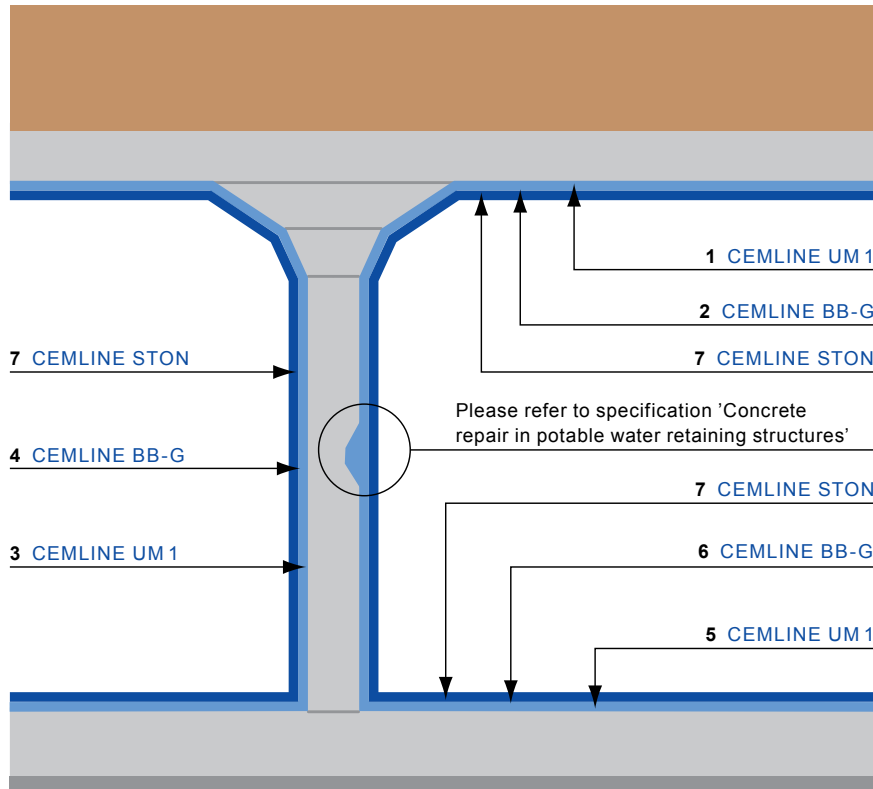 1 CEMLINE UM 1
2 CEMLINE BB-G
7 CEMLINE STON
7 CEMLINE STON
Please refer to specification 'Concrete
repair in potable water retaining structures'
4 CEMLINE BB-G
7 CEMLINE STON
3 CEMLINE UM 1
6 CEMLINE BB-G
5 CEMLINE UM 1